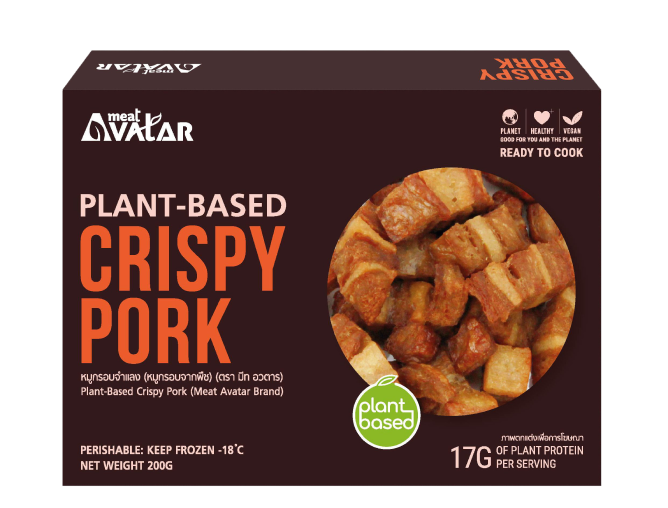 meat
AVATAR
CRISPY
PORK
meat
AVATAR
PLANET
HEALTHY
VEGAN
GOOD FOR YOU AND THE PLANET
READY TO COOK
PLANT-BASED
CRISPY
PORK
หมูกรอบจำแลง (หมูกรอบจากพืช) (ตรา มีท อวตาร)
Plant-Based Crispy Pork (Meat Avatar Brand)
plant
based
PERISHABLE: KEEP FROZEN -18°C
NET WEIGHT 200G
ภาพตกแต่งเพื่อการโฆษณา
17G OF PLANT PROTEIN
PER SERVING